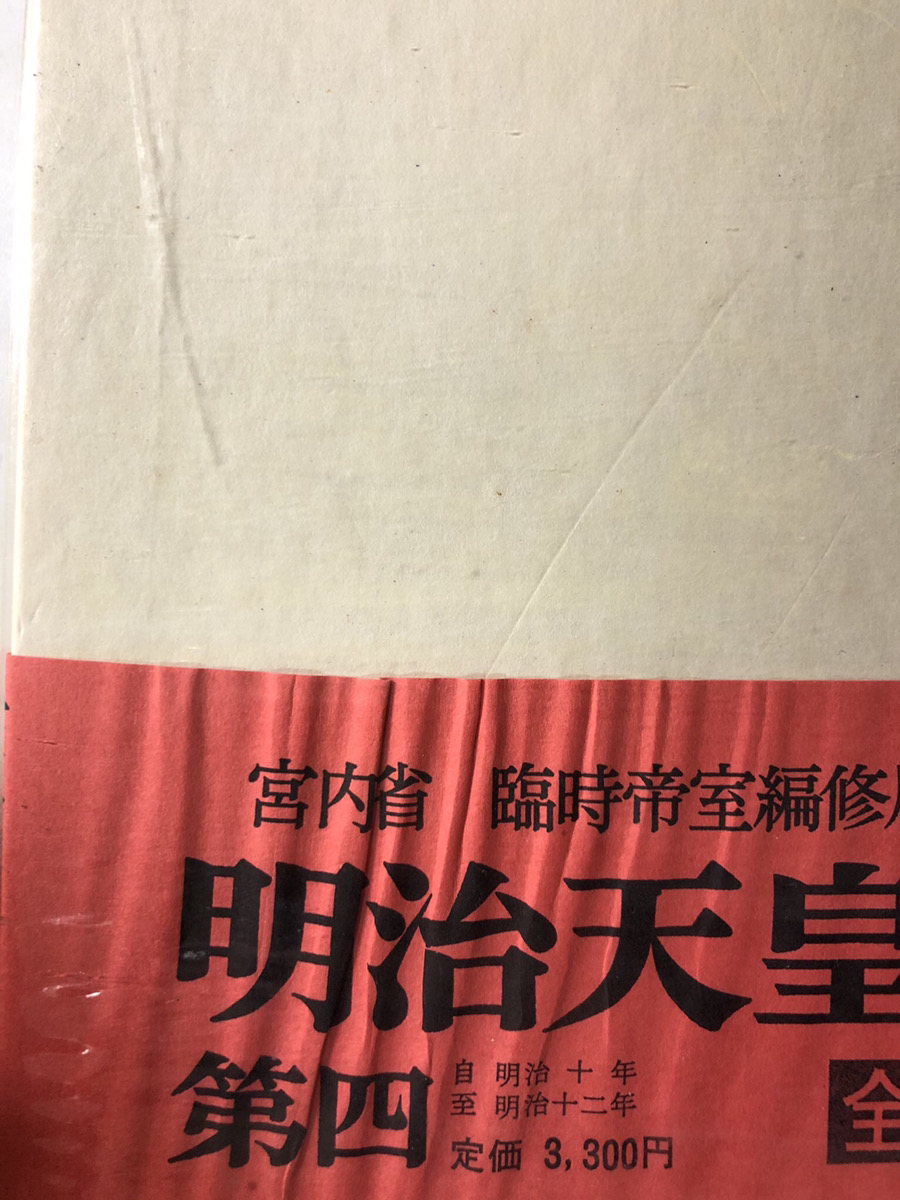 宮内省 臨時帝室編修
明治天皇
第四
自 明治 十 年
至 明治十二年
定価 3,300円
全